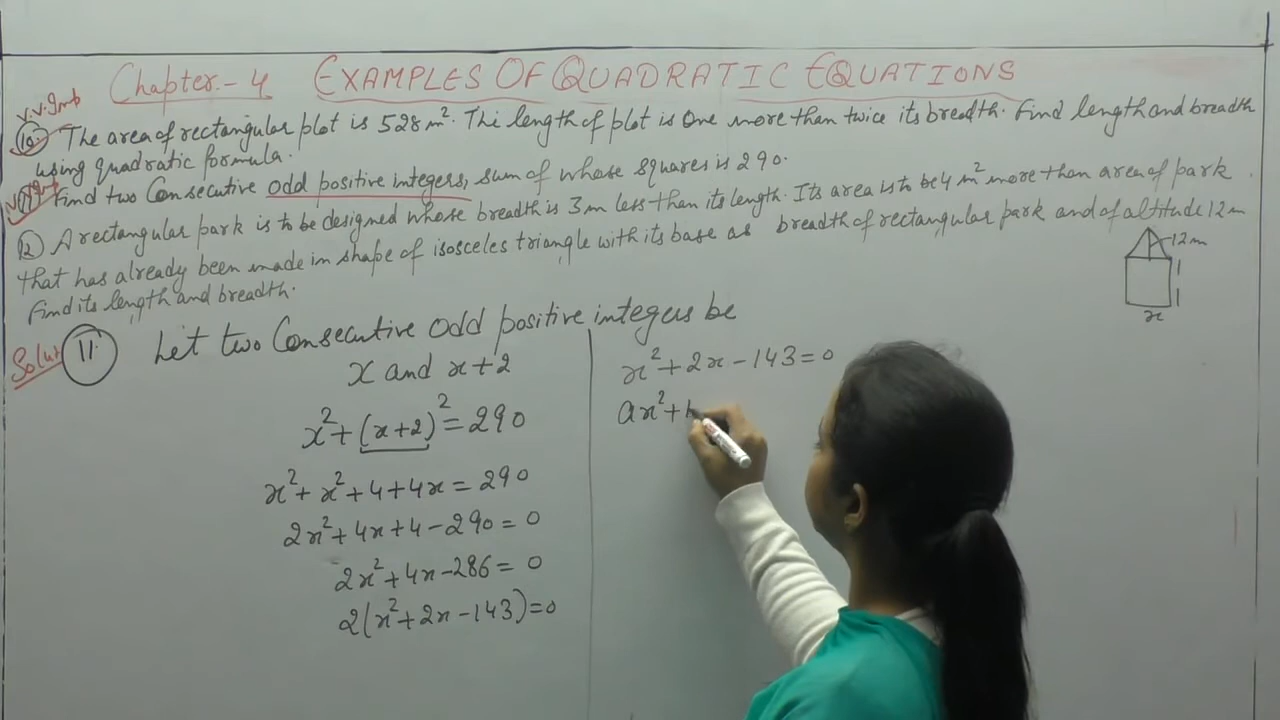 Chapter-4 EXAMPLES OF QUADRATIC EQUATIONS
V.V.Imp
10. The area of rectangular plot is 528 m². The length of plot is one more than twice its breadth. Find length and breadth
using quadratic formula.
Find two Consecutive odd positive integers, sum of whose squares is 290.
12 A rectangular park is to be designed whose breadth is 3m less than its length. Its area is to be 4 m² more than area of park
that has already been made in shape of isosceles triangle with its base as breadth of rectangular park and of altitude 12m
Find its length and breadth.
12m
x
Solu:
11.
Let two Consecutive odd positive integers be
x and x+2
x²+(x+2)²=290
x²+x²+4+4x=290
2x²+4x+4-290=0
2x²+4x-286=0
2(x²+2x-143)=0
x²+2x-143=0
ax²+